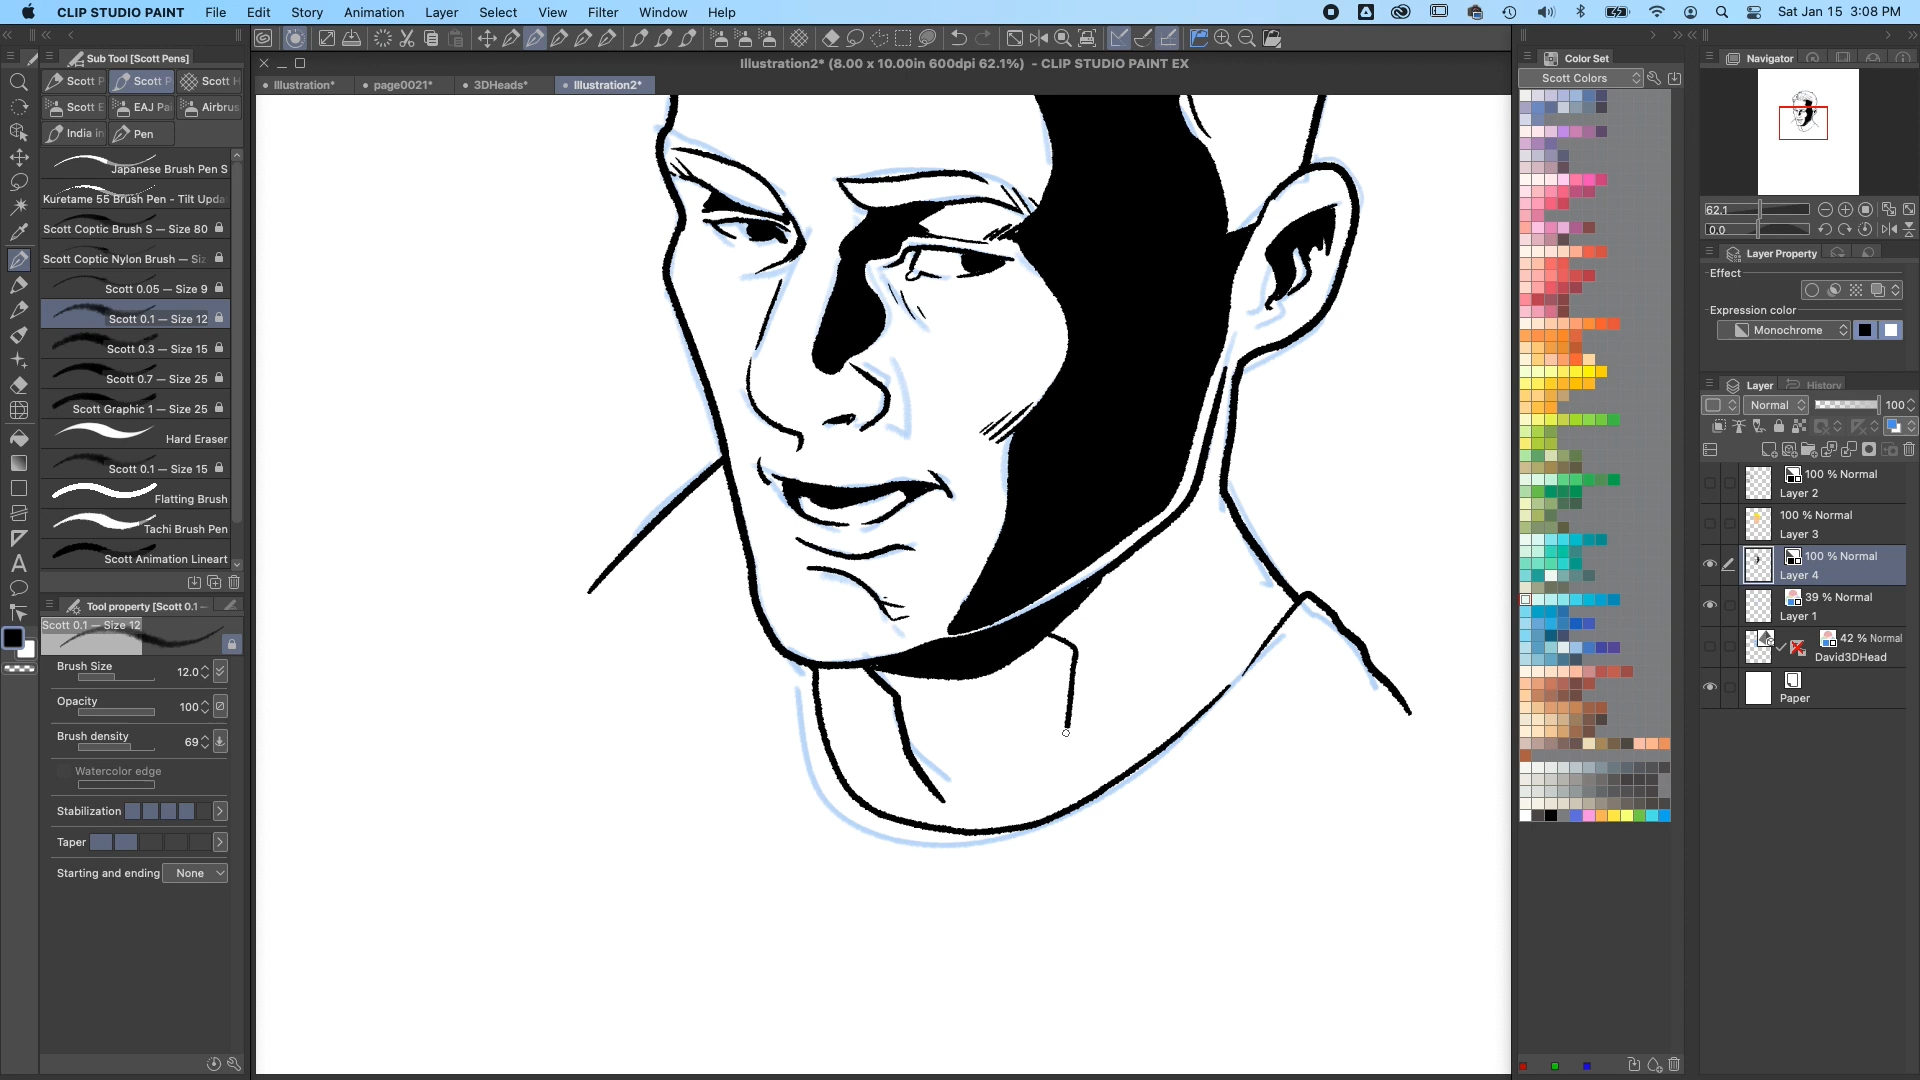 CLIP STUDIO PAINT File Edit Story Animation Layer Select View Filter Window Help Sat Jan 15 3:08 PM
Sub Tool [Scott Pens]
Illustration2* (8.00 x 10.00in 600dpi 62.1%) - CLIP STUDIO PAINT EX
Color Set
Navigator
Scott P Scott P Scott H
Illustration* page0021* 3DHeads* Illustration2*
Scott Colors
Scott E EAJ Pai Airbrus
India in Pen
Japanese Brush Pen S
Kuretame 55 Brush Pen - Tilt Upda
62.1
Scott Coptic Brush S — Size 80
0.0
Scott Coptic Nylon Brush — Siz
Layer Property
Effect
Scott 0.05 — Size 9
Expression color
Scott 0.1 — Size 12
Monochrome
Scott 0.3 — Size 15
Scott 0.7 — Size 25
Layer History
Scott Graphic 1 — Size 25
Normal 100
Hard Eraser
Scott 0.1 — Size 15
100 % Normal
Layer 2
Flatting Brush
100 % Normal
Tachi Brush Pen
Layer 3
Scott Animation Lineart
100 % Normal
Layer 4
39 % Normal
Layer 1
Tool property [Scott 0.1 -
Scott 0.1 — Size 12
42 % Normal
David3DHead
Brush Size 12.0
Paper
Opacity 100
Brush density 69
Watercolor edge
Stabilization
Taper
Starting and ending None